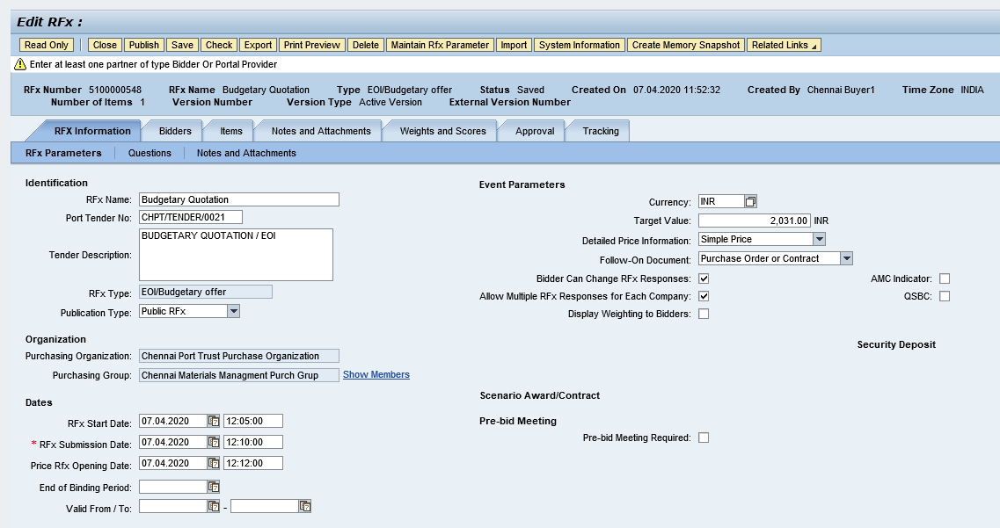 Edit RFx :
Read Only Close Publish Save Check Export Print Preview Delete Maintain Rfx Parameter Import System Information Create Memory Snapshot Related Links
Enter at least one partner of type Bidder Or Portal Provider
RFx Number 5100000548 RFx Name Budgetary Quotation Type EOI/Budgetary offer Status Saved Created On 07.04.2020 11:52:32 Created By Chennai Buyer1 Time Zone INDIA
Number of Items 1 Version Number Version Type Active Version External Version Number
RFX Information Bidders Items Notes and Attachments Weights and Scores Approval Tracking
RFx Parameters Questions Notes and Attachments
Identification
RFx Name: Budgetary Quotation
Port Tender No: CHPT/TENDER/0021
Tender Description: BUDGETARY QUOTATION / EOI
RFx Type: EOI/Budgetary offer
Publication Type: Public RFx
Organization
Purchasing Organization: Chennai Port Trust Purchase Organization
Purchasing Group: Chennai Materials Managment Purch Grup Show Members
Dates
RFx Start Date: 07.04.2020 12:05:00
* RFx Submission Date: 07.04.2020 12:10:00
Price Rfx Opening Date: 07.04.2020 12:12:00
End of Binding Period:
Valid From / To: -
Event Parameters
Currency: INR
Target Value: 2,031.00 INR
Detailed Price Information: Simple Price
Follow-On Document: Purchase Order or Contract
Bidder Can Change RFx Responses: AMC Indicator:
Allow Multiple RFx Responses for Each Company: QSBC:
Display Weighting to Bidders:
Security Deposit
Scenario Award/Contract
Pre-bid Meeting
Pre-bid Meeting Required: